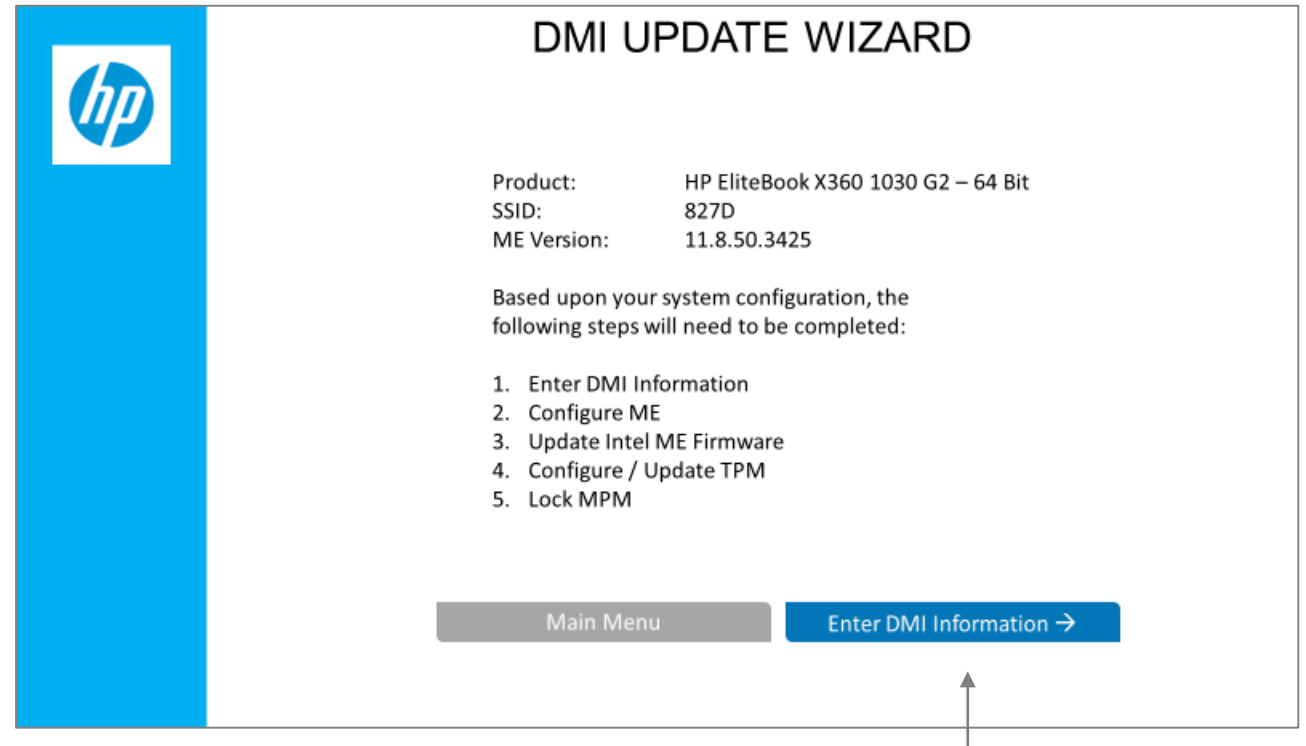 DMI UPDATE WIZARD
hp
Product: HP EliteBook X360 1030 G2 – 64 Bit
SSID: 827D
ME Version: 11.8.50.3425
Based upon your system configuration, the
following steps will need to be completed:
1. Enter DMI Information
2. Configure ME
3. Update Intel ME Firmware
4. Configure / Update TPM
5. Lock MPM
Main Menu
Enter DMI Information →